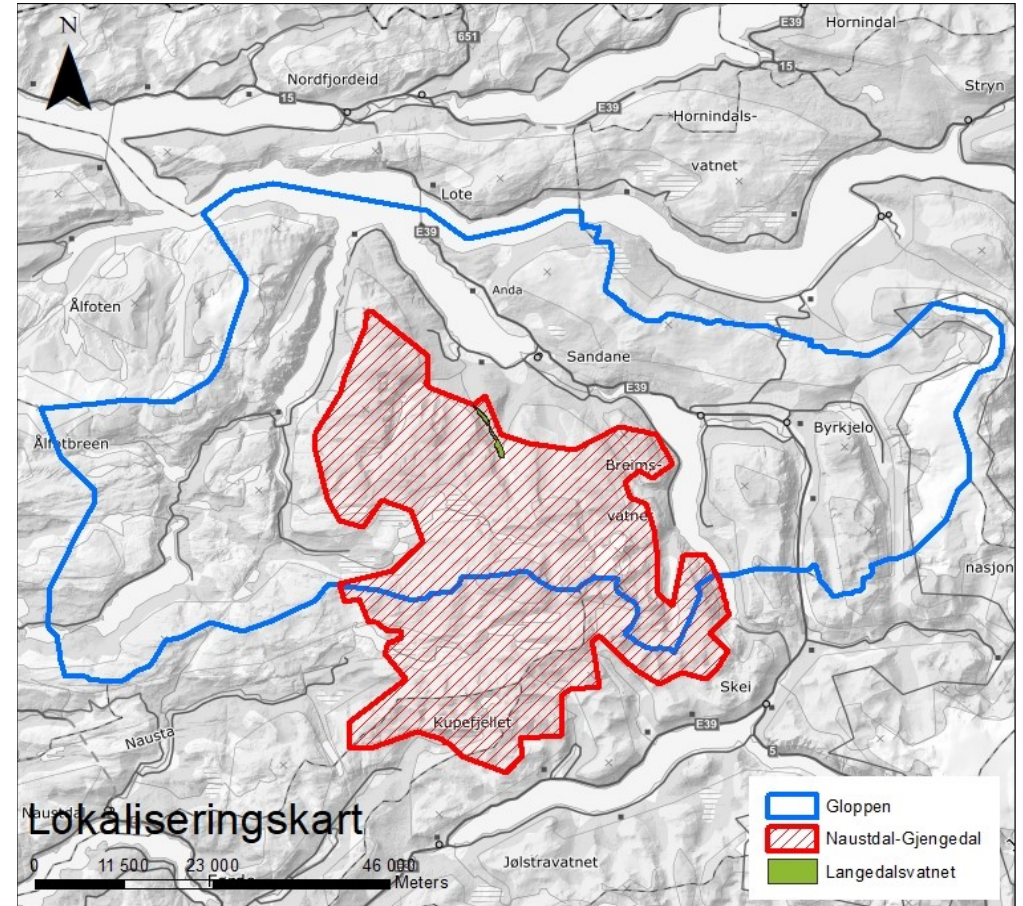 N
E39
Hornindal
651
15
Nordfjordeid
Stryn
15
E39
Hornindals-
vatnet
Lote
E39
Anda
Ålfoten
Sandane
E39
Byrkjelo
Ålfotbreen
Breims-
vatnet
nasjon
Skei
Kupefjellet
E39
Nausta
5
Lokaliseringskart
Jølstravatnet
0 11 500 23 000 46 000
Meters
Gloppen
Naustdal-Gjengedal
Langedalsvatnet